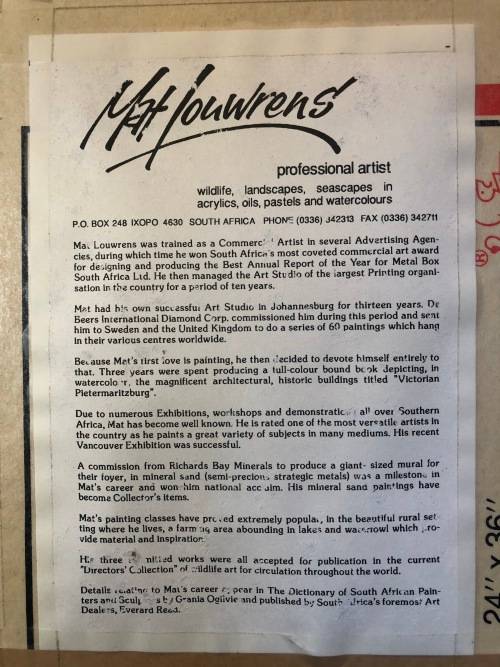 Mat Louwrens
professional artist
wildlife, landscapes, seascapes in
acrylics, oils, pastels and watercolours
P.O. BOX 248 IXOPO 4630 SOUTH AFRICA PHONE (0336) 342313 FAX (0336) 342711
Mat Louwrens was trained as a Commercial Artist in several Advertising Agen-
cies, during which time he won South Africa's most coveted commercial art award
for designing and producing the Best Annual Report of the Year for Metal Box
South Africa Ltd. He then managed the Art Studio of the largest Printing organi-
sation in the country for a period of ten years.
Mat had his own successful Art Studio in Johannesburg for thirteen years. De
Beers International Diamond Corp. commissioned him during this period and sent
him to Sweden and the United Kingdom to do a series of 60 paintings which hang
in their various centres worldwide.
Because Mat's first love is painting, he then decided to devote himself entirely to
that. Three years were spent producing a full-colour bound book depicting, in
watercolour, the magnificent architectural, historic buildings titled "Victorian
Pietermaritzburg".
Due to numerous Exhibitions, workshops and demonstrations all over Southern
Africa, Mat has become well known. He is rated one of the most versatile artists in
the country as he paints a great variety of subjects in many mediums. His recent
Vancouver Exhibition was successful.
A commission from Richards Bay Minerals to produce a giant- sized mural for
their foyer, in mineral sand (semi-precious strategic metals) was a milestone in
Mat's career and won him national acclaim. His mineral sand paintings have
become Collector's items.
Mat's painting classes have proved extremely popular, in the beautiful rural set-
ting where he lives, a farming area abounding in lakes and waterfowl which pro-
vide material and inspiration.
His three submitted works were all accepted for publication in the current
"Directors' Collection" of wildlife art for circulation throughout the world.
Details relating to Mat's career appear in The Dictionary of South African Pain-
ters and Sculptors by Grania Ogilvie and published by South Africa's foremost Art
Dealers, Everard Read.
24" x 36"